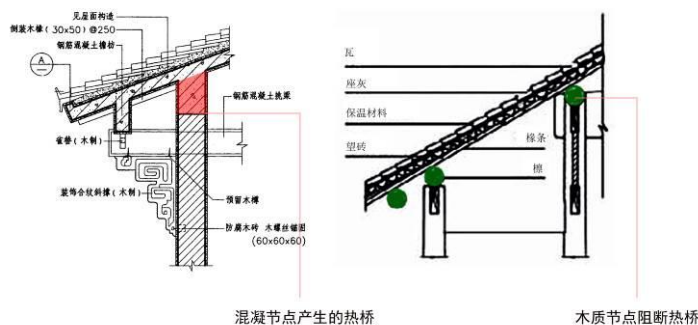 见屋面构造
倒装木椽(30x50)@250
钢筋混凝土檐枋
A
钢筋混凝土挑梁
雀替(木制)
装饰合纹斜撑(木制)
预留木榫
防腐木砖 木螺丝锚固
(60x60x60)
混凝节点产生的热桥
瓦
座灰
保温材料
望砖
椽条
檩
木质节点阻断热桥